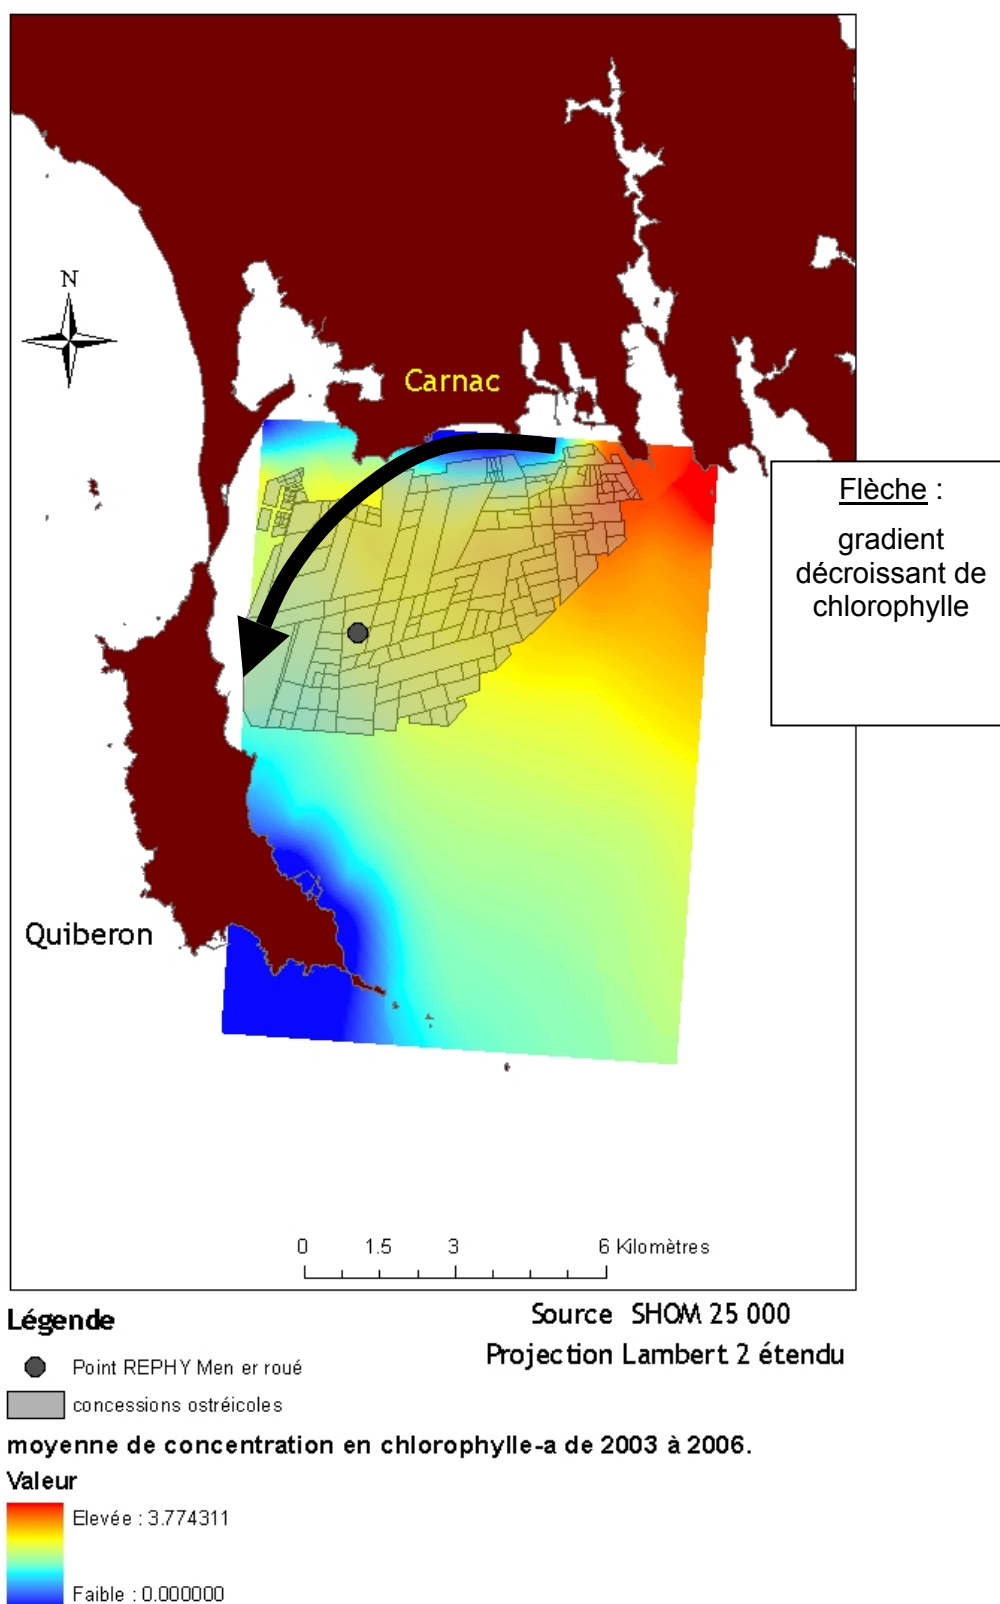 N
Carnac
Flèche :
gradient
décroissant de
chlorophylle
Quiberon
0 1.5 3 6 Kilomètres
Légende
Source SHOM 25 000
Projection Lambert 2 étendu
Point REPHY Men er roué
concessions ostréicoles
moyenne de concentration en chlorophylle-a de 2003 à 2006.
Valeur
Elevée : 3.774311
Faible : 0.000000